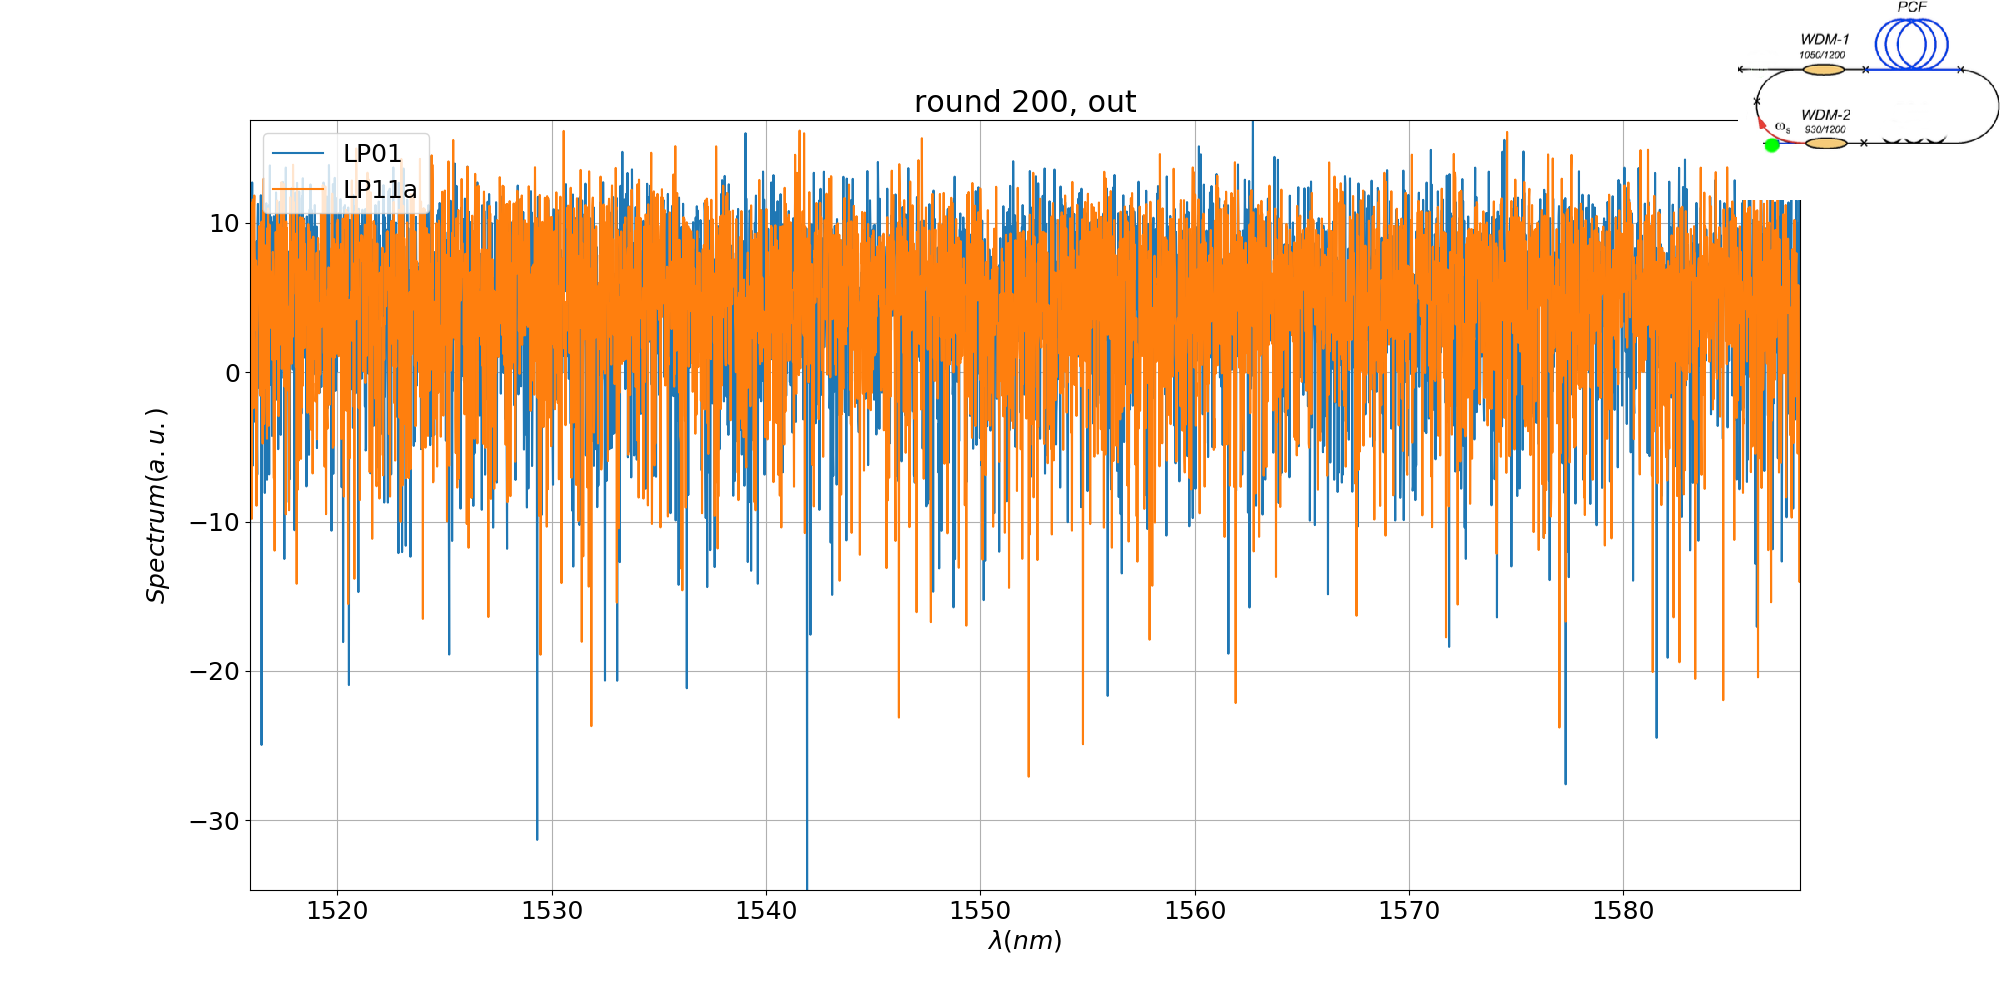 PCF
WDM-1
1050/1200
WDM-2
930/1200
ωs
round 200, out
LP01
LP11a
10
0
−10
−20
−30
Spectrum(a. u. )
1520
1530
1540
1550
1560
1570
1580
λ(nm)